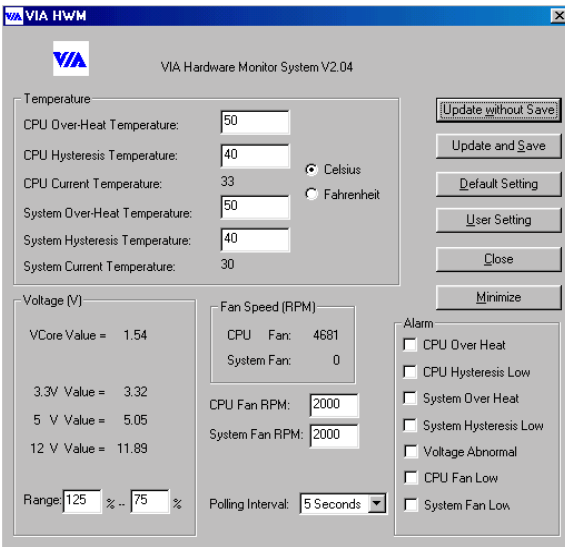 VIA HWM
VIA
VIA Hardware Monitor System V2.04
Temperature
CPU Over-Heat Temperature: 50
CPU Hysteresis Temperature: 40
CPU Current Temperature: 33
System Over-Heat Temperature: 50
System Hysteresis Temperature: 40
System Current Temperature: 30
Celsius
Fahrenheit
Update without Save
Update and Save
Default Setting
User Setting
Close
Minimize
Voltage (V)
VCore Value = 1.54
3.3V Value = 3.32
5 V Value = 5.05
12 V Value = 11.89
Range: 125 % -- 75 %
Fan Speed (RPM)
CPU Fan: 4681
System Fan: 0
CPU Fan RPM: 2000
System Fan RPM: 2000
Polling Interval: 5 Seconds
Alarm
CPU Over Heat
CPU Hysteresis Low
System Over Heat
System Hysteresis Low
Voltage Abnormal
CPU Fan Low
System Fan Low